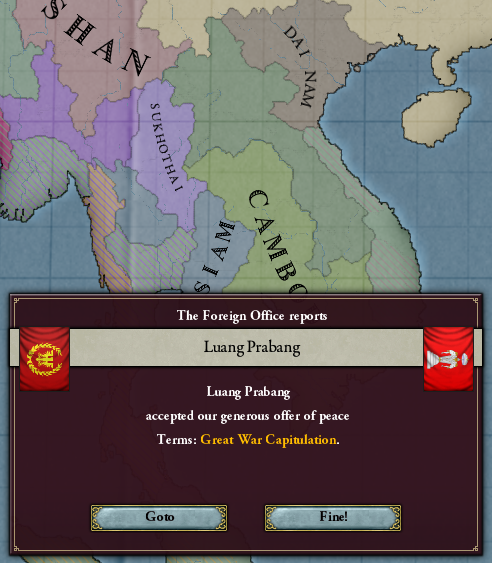 SHAN
DAI NAM
SUKHOTHAI
CAMBO
SIAM
The Foreign Office reports
Luang Prabang
Luang Prabang
accepted our generous offer of peace
Terms: Great War Capitulation.
Goto
Fine!